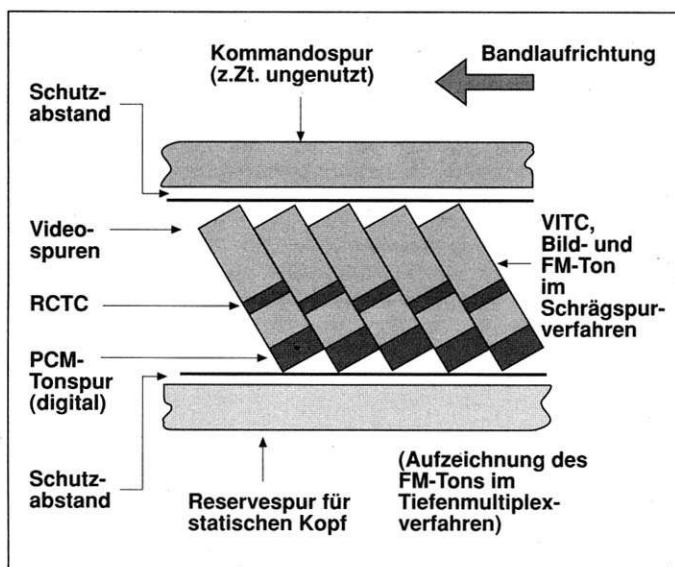 Kommandospur
(z.Zt. ungenutzt)
Bandlaufrichtung
Schutz-
abstand
Video-
spuren
RCTC
PCM-
Tonspur
(digital)
Schutz-
abstand
VITC,
Bild- und
FM-Ton
im
Schrägspur-
verfahren
Reservespur für
statischen Kopf
(Aufzeichnung des
FM-Tons im
Tiefenmultiplex-
verfahren)